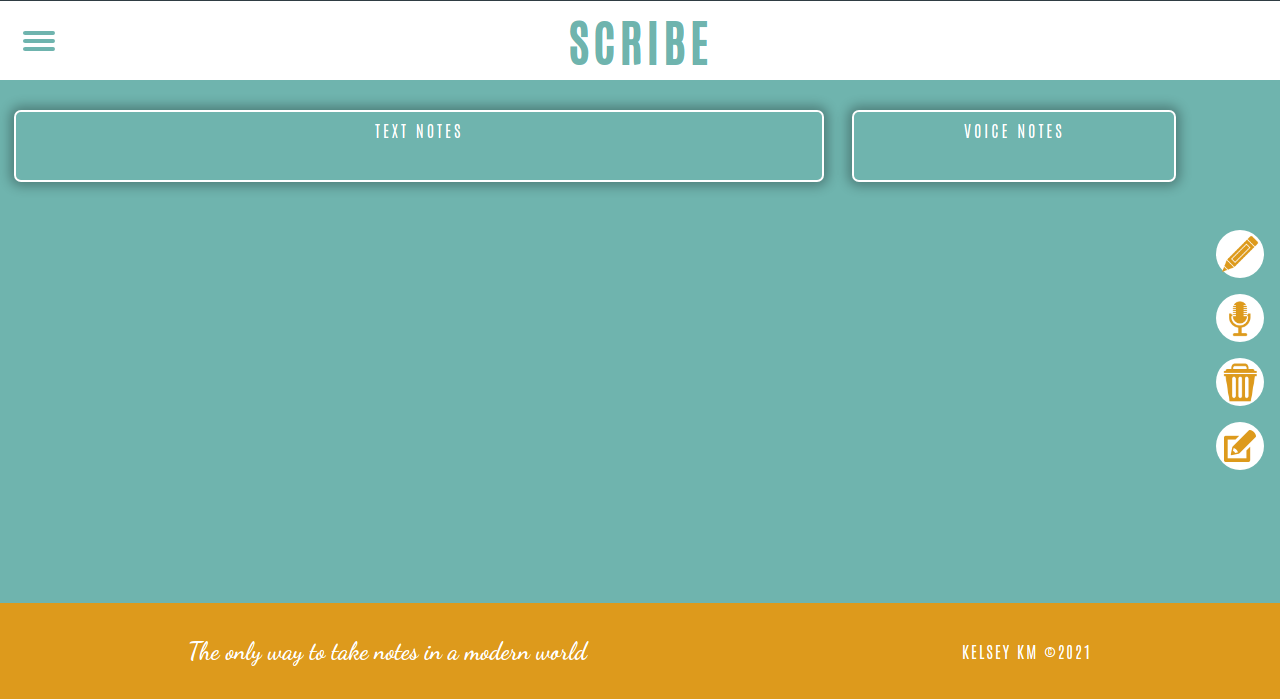 SCRIBE
TEXT NOTES
VOICE NOTES
The only way to take notes in a modern world
KELSEY KM ©2021